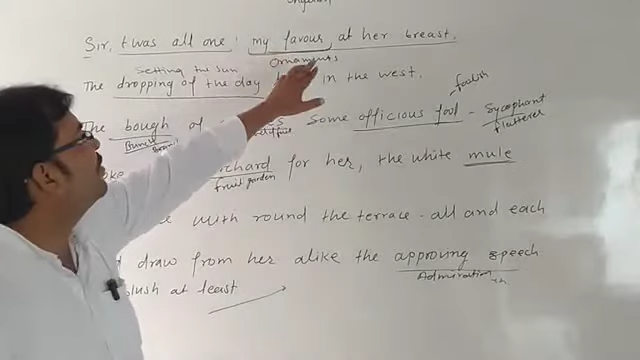 Sir, t was all one! my favour at her breast.
ornaments
setting the sun
The dropping of the day in the west.
foolish
The bough of some officious fool - sycophant
flatterer
Bunch Branch
orchard for her, the white mule
fruit garden
with round the terrace - all and each
draw from her alike the approving speech
Admiration
blush at least